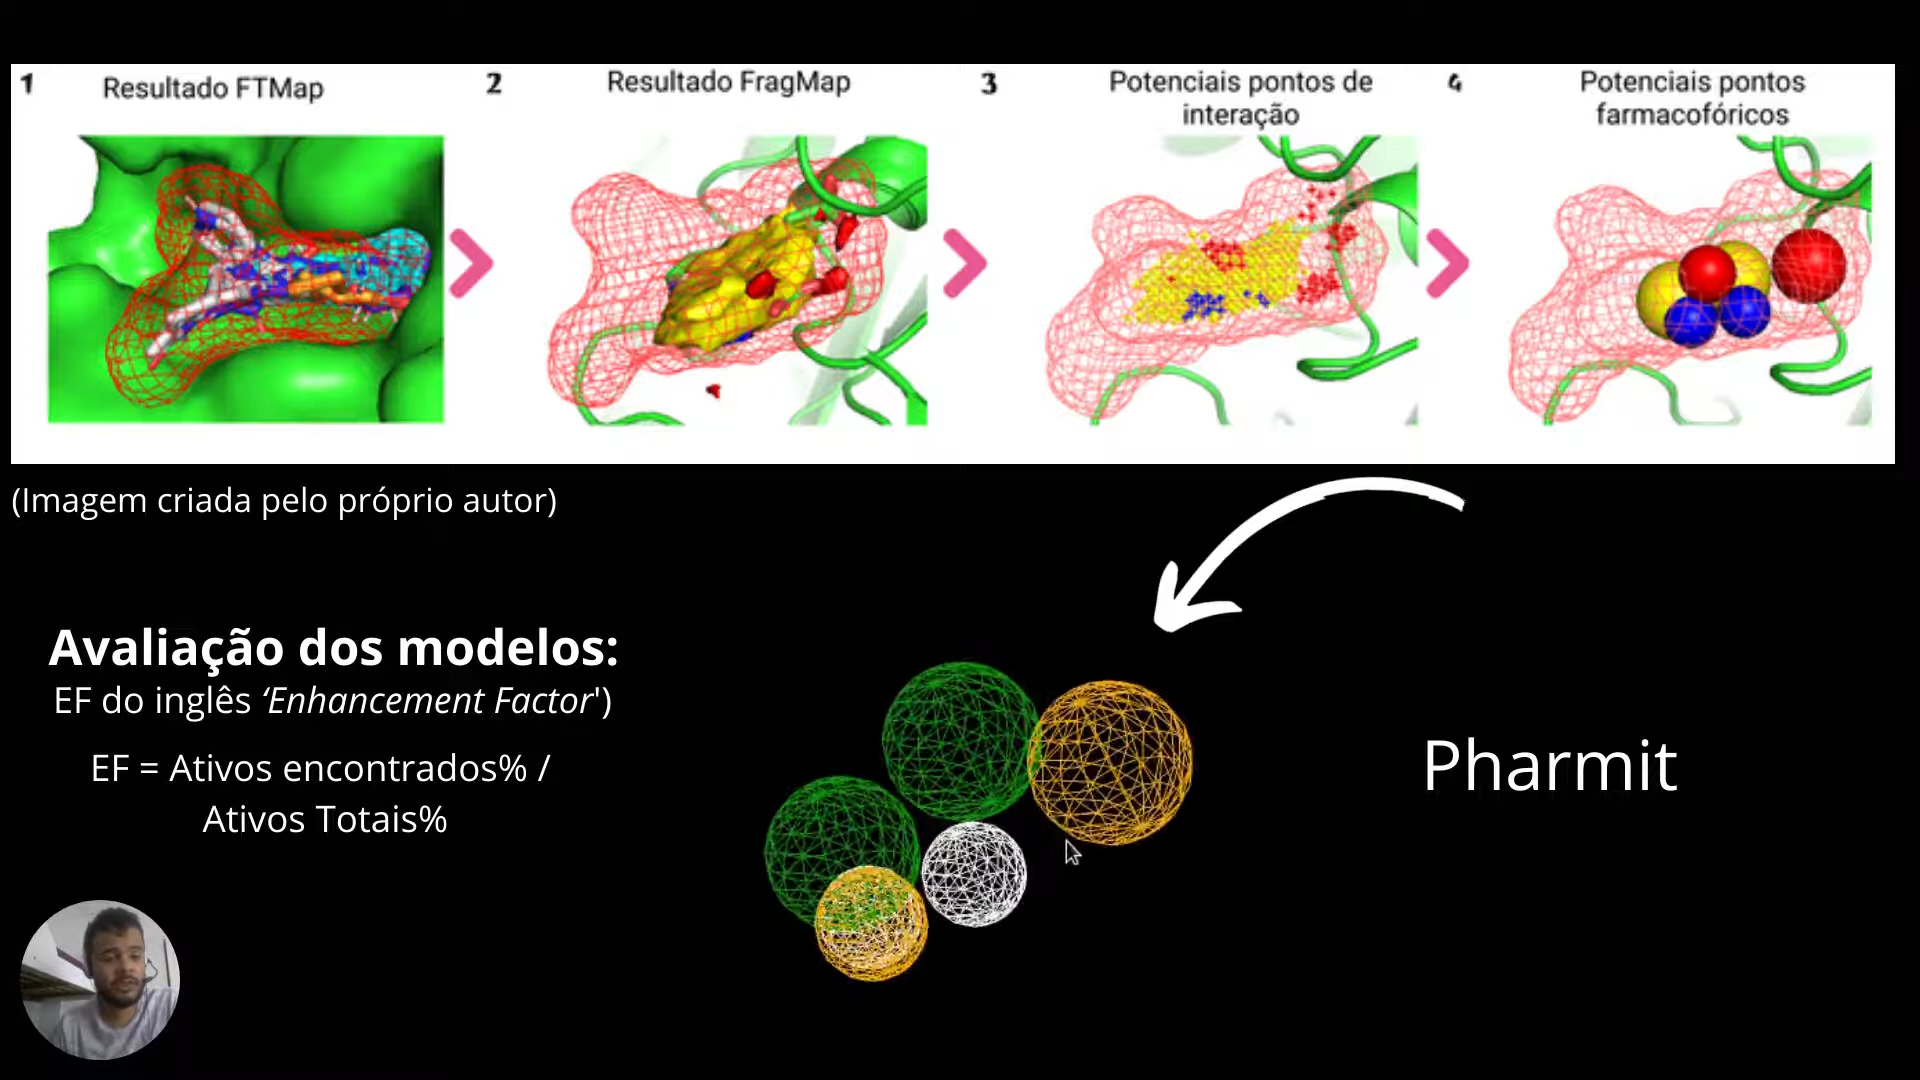 1
Resultado FTMap
2
Resultado FragMap
3
Potenciais pontos de
interação
4
Potenciais pontos
farmacofóricos
(Imagem criada pelo próprio autor)
Avaliação dos modelos:
EF do inglês ‘Enhancement Factor')
EF = Ativos encontrados% /
Ativos Totais%
Pharmit